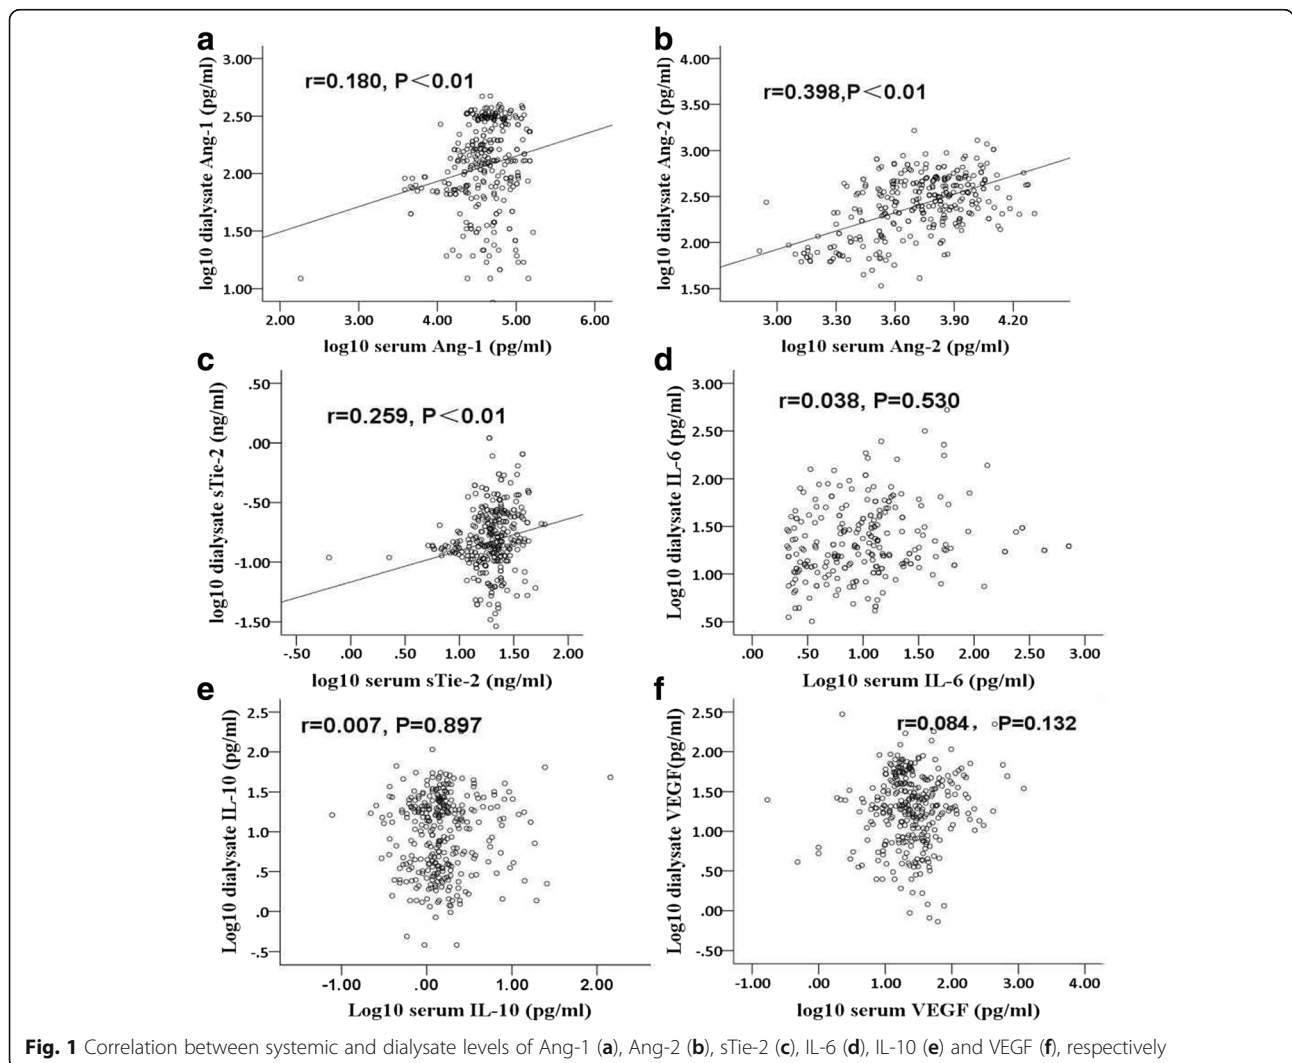 a
r=0.180, P<0.01
log10 dialysate Ang-1 (pg/ml)
3.00
2.50
2.00
1.50
1.00
2.00 3.00 4.00 5.00 6.00
log10 serum Ang-1 (pg/ml)
b
r=0.398,P<0.01
log10 dialysate Ang-2 (pg/ml)
4.00
3.50
3.00
2.50
2.00
1.50
3.00 3.30 3.60 3.90 4.20
log10 serum Ang-2 (pg/ml)
c
r=0.259, P<0.01
log10 dialysate sTie-2 (ng/ml)
.50
.00
-.50
-1.00
-1.50
-.50 .00 .50 1.00 1.50 2.00
log10 serum sTie-2 (ng/ml)
d
r=0.038, P=0.530
Log10 dialysate IL-6 (pg/ml)
3.00
2.50
2.00
1.50
1.00
.50
.00 .50 1.00 1.50 2.00 2.50 3.00
Log10 serum IL-6 (pg/ml)
e
r=0.007, P=0.897
Log10 dialysate IL-10 (pg/ml)
2.5
2.0
1.5
1.0
.5
.0
-.5
-1.00 .00 1.00 2.00
Log10 serum IL-10 (pg/ml)
f
r=0.084, P=0.132
Log10 dialysate VEGF(pg/ml)
2.50
2.00
1.50
1.00
.50
.00
-.50
-1.00 .00 1.00 2.00 3.00 4.00
log10 serum VEGF (pg/ml)
Fig. 1 Correlation between systemic and dialysate levels of Ang-1 (a), Ang-2 (b), sTie-2 (c), IL-6 (d), IL-10 (e) and VEGF (f), respectively